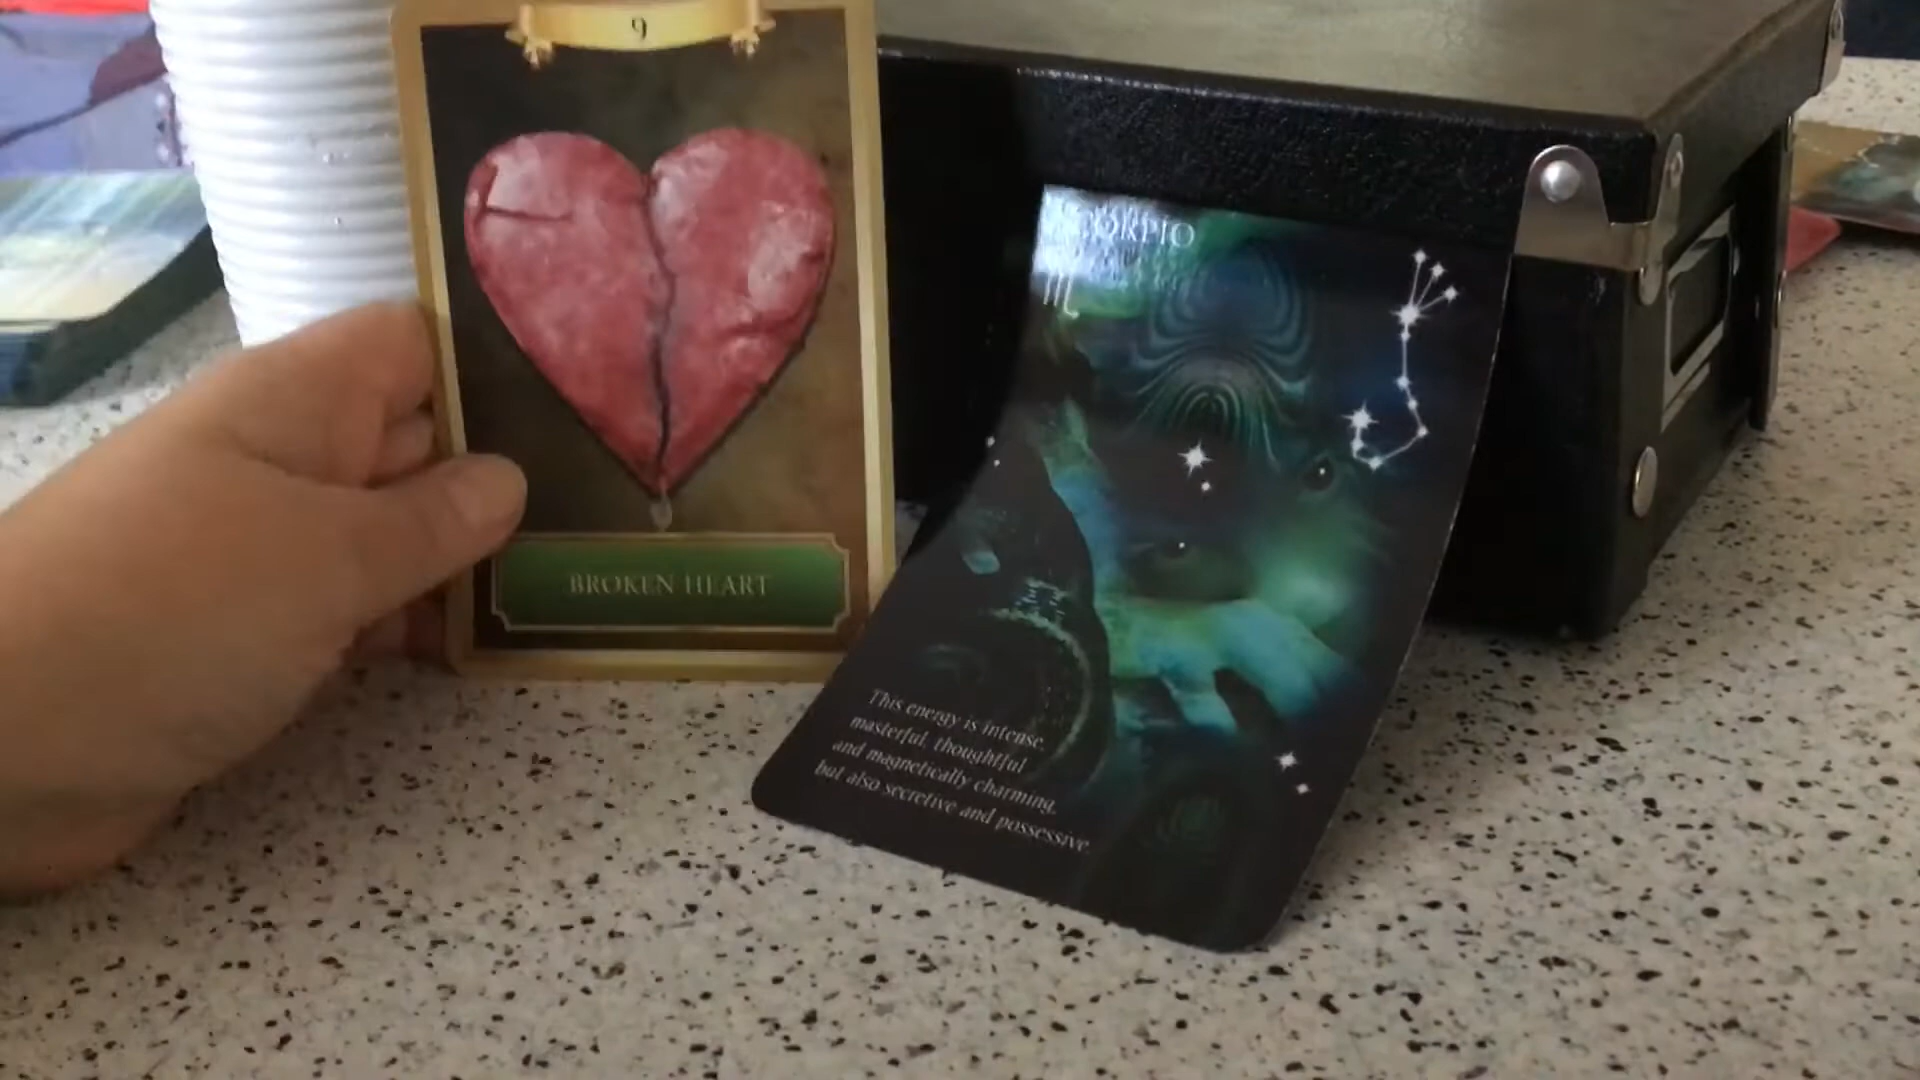 9
BROKEN HEART
SCORPIO
This energy is intense,
masterful, thoughtful
and magnetically charming,
but also secretive and possessive.